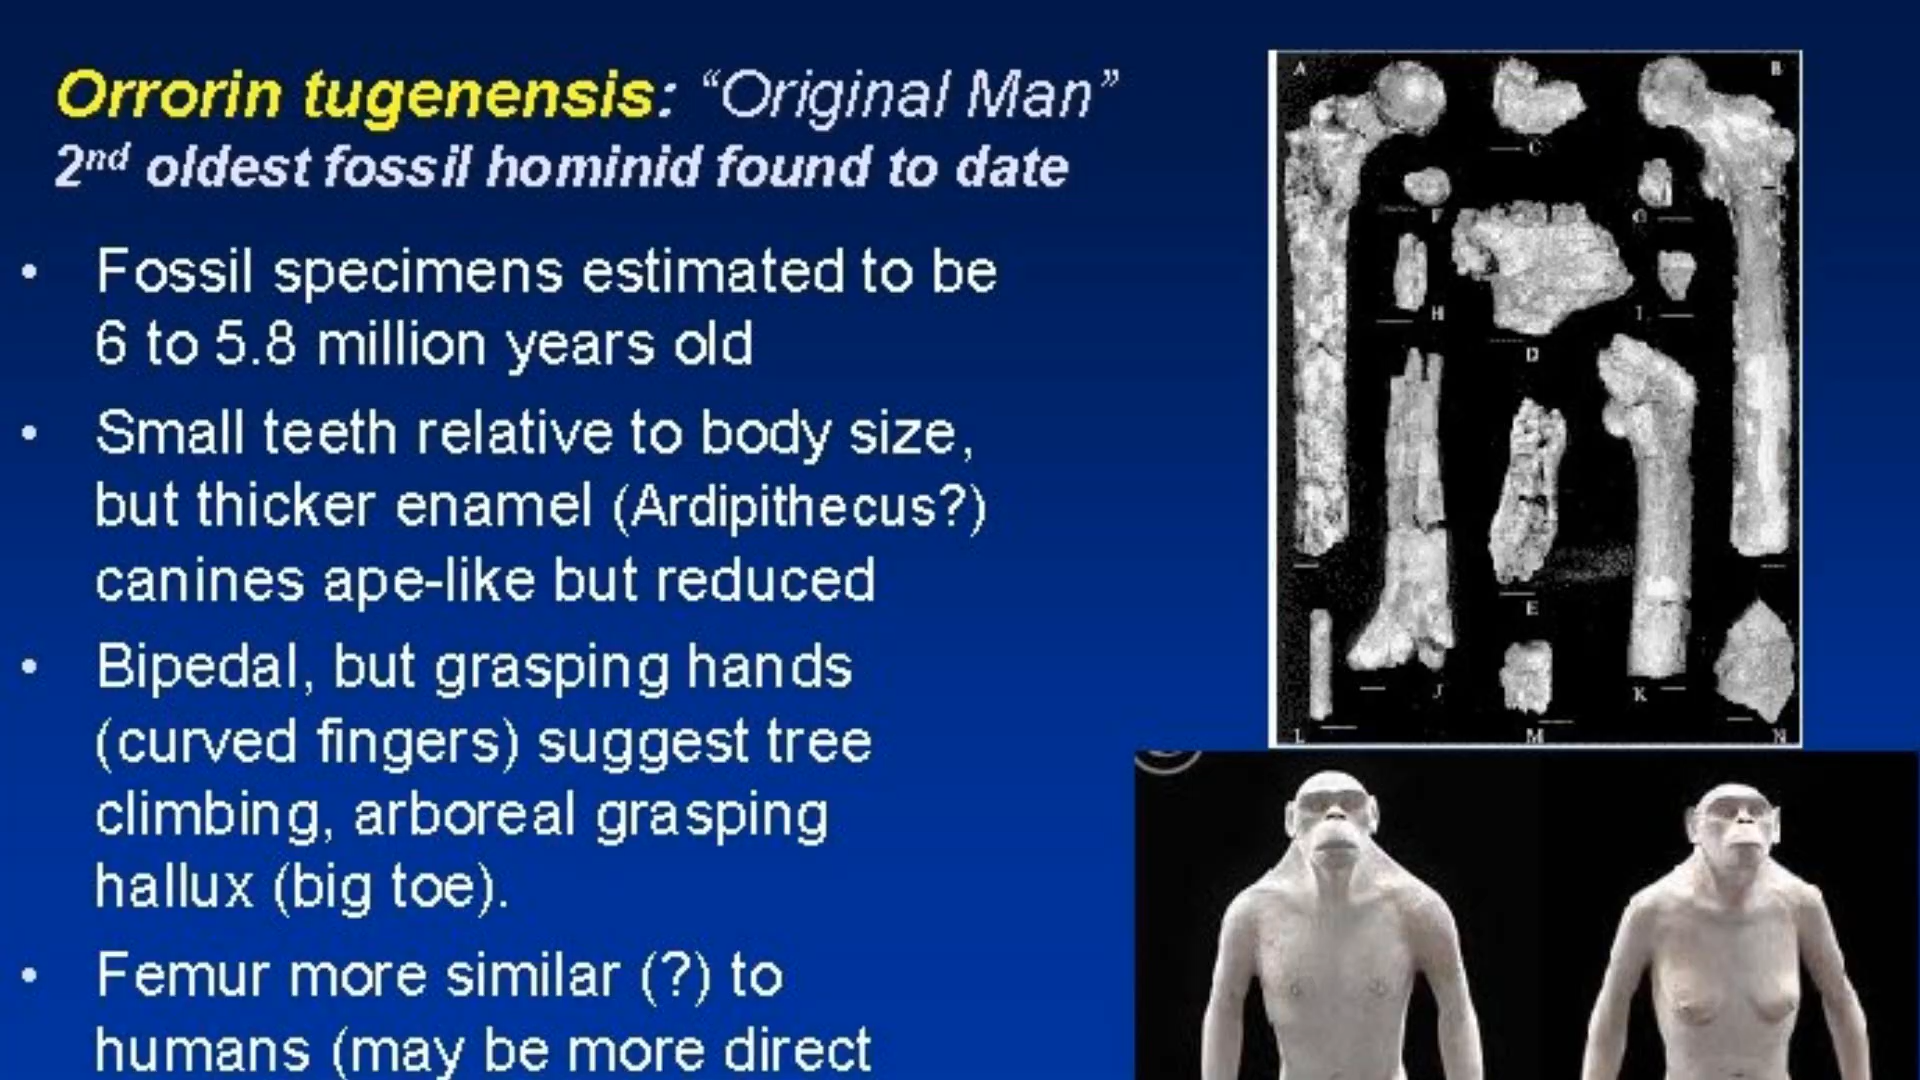 Orrorin tugenensis: “Original Man”
2nd oldest fossil hominid found to date
• Fossil specimens estimated to be
6 to 5.8 million years old
• Small teeth relative to body size,
but thicker enamel (Ardipithecus?)
canines ape-like but reduced
• Bipedal, but grasping hands
(curved fingers) suggest tree
climbing, arboreal grasping
hallux (big toe).
• Femur more similar (?) to
humans (may be more direct
A B
C
F G
H D I
E
J K
L M N